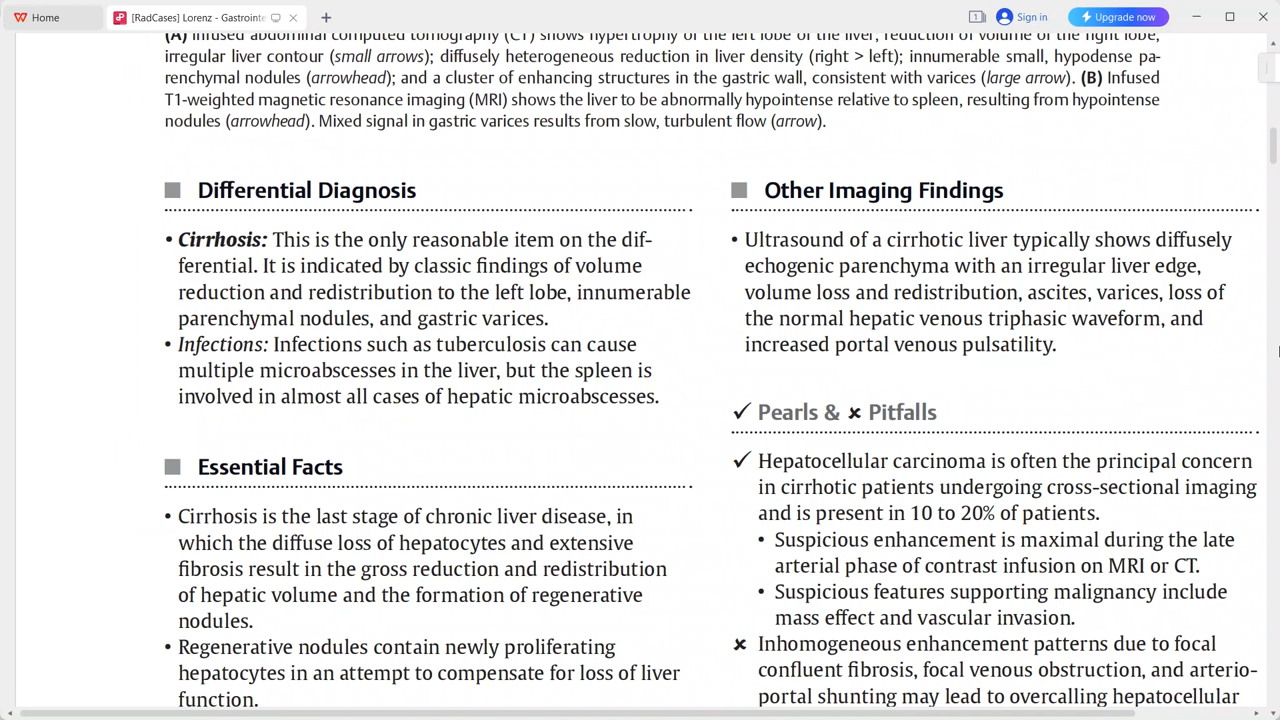 Home
[RadCases] Lorenz - Gastrointe
1
Sign in
Upgrade now
(A) Infused abdominal computed tomography (CT) shows hypertrophy of the left lobe of the liver, reduction of volume of the right lobe,
irregular liver contour (small arrows); diffusely heterogeneous reduction in liver density (right > left); innumerable small, hypodense pa-
renchymal nodules (arrowhead); and a cluster of enhancing structures in the gastric wall, consistent with varices (large arrow). (B) Infused
T1-weighted magnetic resonance imaging (MRI) shows the liver to be abnormally hypointense relative to spleen, resulting from hypointense
nodules (arrowhead). Mixed signal in gastric varices results from slow, turbulent flow (arrow).
Differential Diagnosis
• Cirrhosis: This is the only reasonable item on the dif-
ferential. It is indicated by classic findings of volume
reduction and redistribution to the left lobe, innumerable
parenchymal nodules, and gastric varices.
• Infections: Infections such as tuberculosis can cause
multiple microabscesses in the liver, but the spleen is
involved in almost all cases of hepatic microabscesses.
Essential Facts
• Cirrhosis is the last stage of chronic liver disease, in
which the diffuse loss of hepatocytes and extensive
fibrosis result in the gross reduction and redistribution
of hepatic volume and the formation of regenerative
nodules.
• Regenerative nodules contain newly proliferating
hepatocytes in an attempt to compensate for loss of liver
function.
Other Imaging Findings
• Ultrasound of a cirrhotic liver typically shows diffusely
echogenic parenchyma with an irregular liver edge,
volume loss and redistribution, ascites, varices, loss of
the normal hepatic venous triphasic waveform, and
increased portal venous pulsatility.
✓ Pearls & ✘ Pitfalls
✓ Hepatocellular carcinoma is often the principal concern
in cirrhotic patients undergoing cross-sectional imaging
and is present in 10 to 20% of patients.
• Suspicious enhancement is maximal during the late
arterial phase of contrast infusion on MRI or CT.
• Suspicious features supporting malignancy include
mass effect and vascular invasion.
✘ Inhomogeneous enhancement patterns due to focal
confluent fibrosis, focal venous obstruction, and arterio-
portal shunting may lead to overcalling hepatocellular